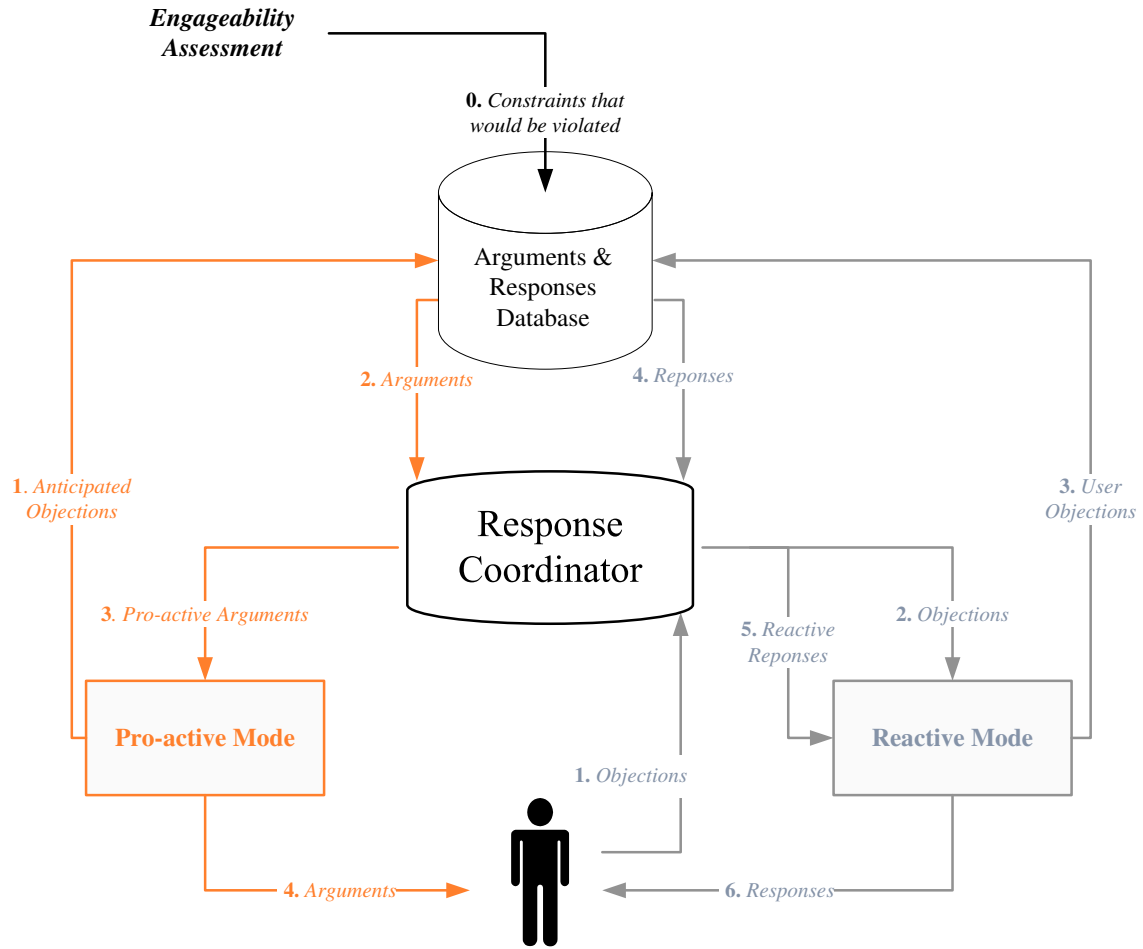 Engageability
Assessment
0. Constraints that
would be violated
Arguments &
Responses
Database
2. Arguments
4. Reponses
1. Anticipated
Objections
3. User
Objections
Response
Coordinator
3. Pro-active Arguments
5. Reactive
Reponses
2. Objections
Pro-active Mode
Reactive Mode
1. Objections
4. Arguments
6. Responses